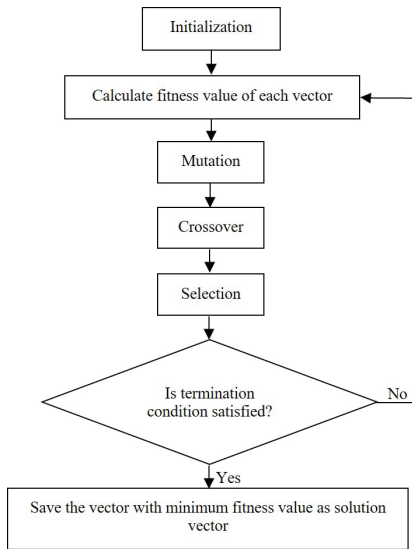 Initialization
Calculate fitness value of each vector
Mutation
Crossover
Selection
Is termination
condition satisfied?
No
Yes
Save the vector with minimum fitness value as solution
vector